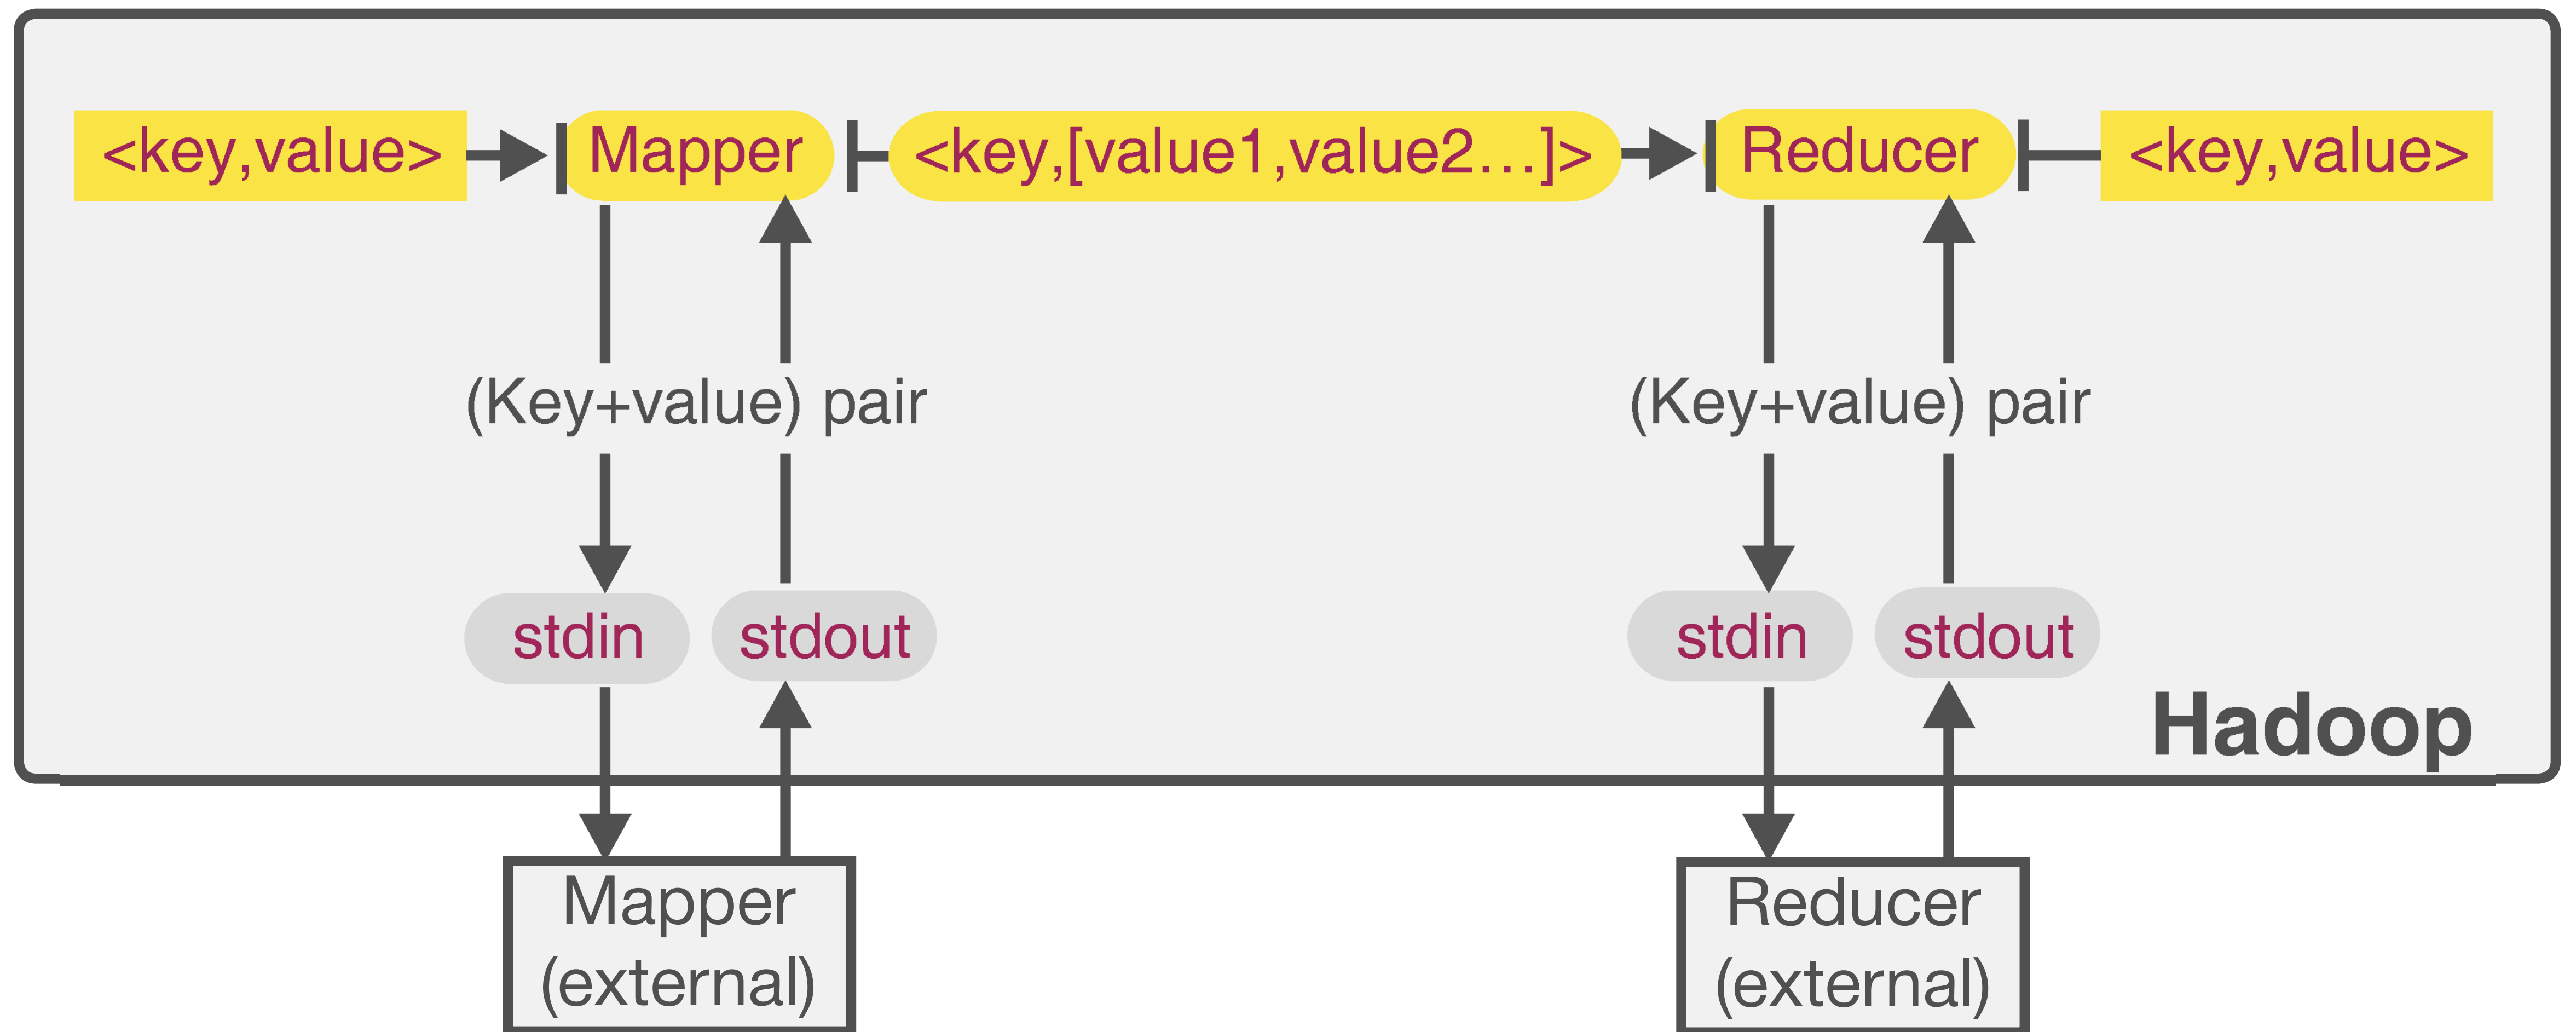 <key,value>
Mapper
<key,[value1,value2...]>
Reducer
<key,value>
(Key+value) pair
(Key+value) pair
stdin
stdout
stdin
stdout
Hadoop
Mapper
(external)
Reducer
(external)